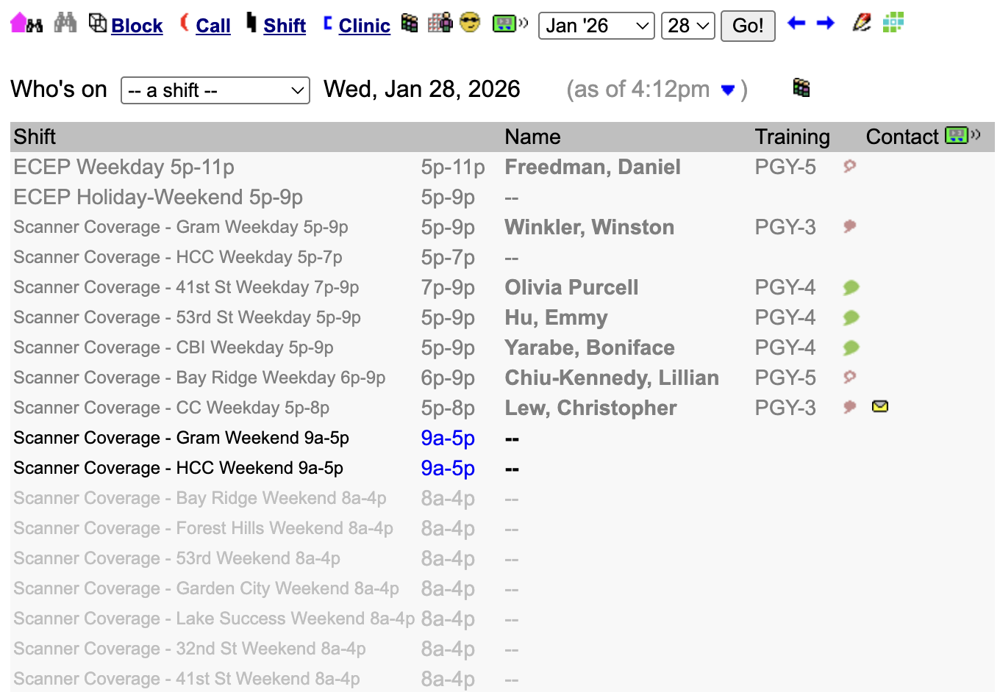 Block Call Shift Clinic Jan '26 28 Go!
Who's on -- a shift -- Wed, Jan 28, 2026 (as of 4:12pm )
Shift Name Training Contact
ECEP Weekday 5p-11p 5p-11p Freedman, Daniel PGY-5
ECEP Holiday-Weekend 5p-9p 5p-9p --
Scanner Coverage - Gram Weekday 5p-9p 5p-9p Winkler, Winston PGY-3
Scanner Coverage - HCC Weekday 5p-7p 5p-7p --
Scanner Coverage - 41st St Weekday 7p-9p 7p-9p Olivia Purcell PGY-4
Scanner Coverage - 53rd St Weekday 5p-9p 5p-9p Hu, Emmy PGY-4
Scanner Coverage - CBI Weekday 5p-9p 5p-9p Yarabe, Boniface PGY-4
Scanner Coverage - Bay Ridge Weekday 6p-9p 6p-9p Chiu-Kennedy, Lillian PGY-5
Scanner Coverage - CC Weekday 5p-8p 5p-8p Lew, Christopher PGY-3
Scanner Coverage - Gram Weekend 9a-5p 9a-5p --
Scanner Coverage - HCC Weekend 9a-5p 9a-5p --
Scanner Coverage - Bay Ridge Weekend 8a-4p 8a-4p --
Scanner Coverage - Forest Hills Weekend 8a-4p 8a-4p --
Scanner Coverage - 53rd Weekend 8a-4p 8a-4p --
Scanner Coverage - Garden City Weekend 8a-4p 8a-4p --
Scanner Coverage - Lake Success Weekend 8a-4p 8a-4p --
Scanner Coverage - 32nd St Weekend 8a-4p 8a-4p --
Scanner Coverage - 41st St Weekend 8a-4p 8a-4p --